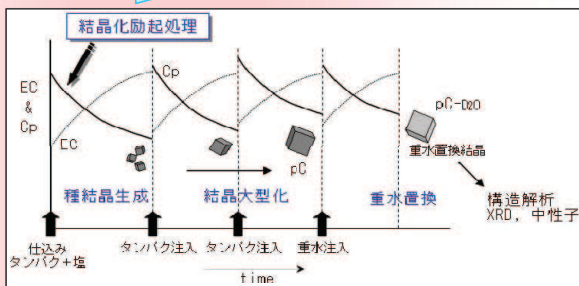 結晶化励起処理
EC
&
Cp
Cp
EC
pC
pC-D2O
重水置換結晶
種結晶生成
結晶大型化
重水置換
構造解析
XRD, 中性子
仕込み
タンパク+塩
タンパク注入
タンパク注入
重水注入
time